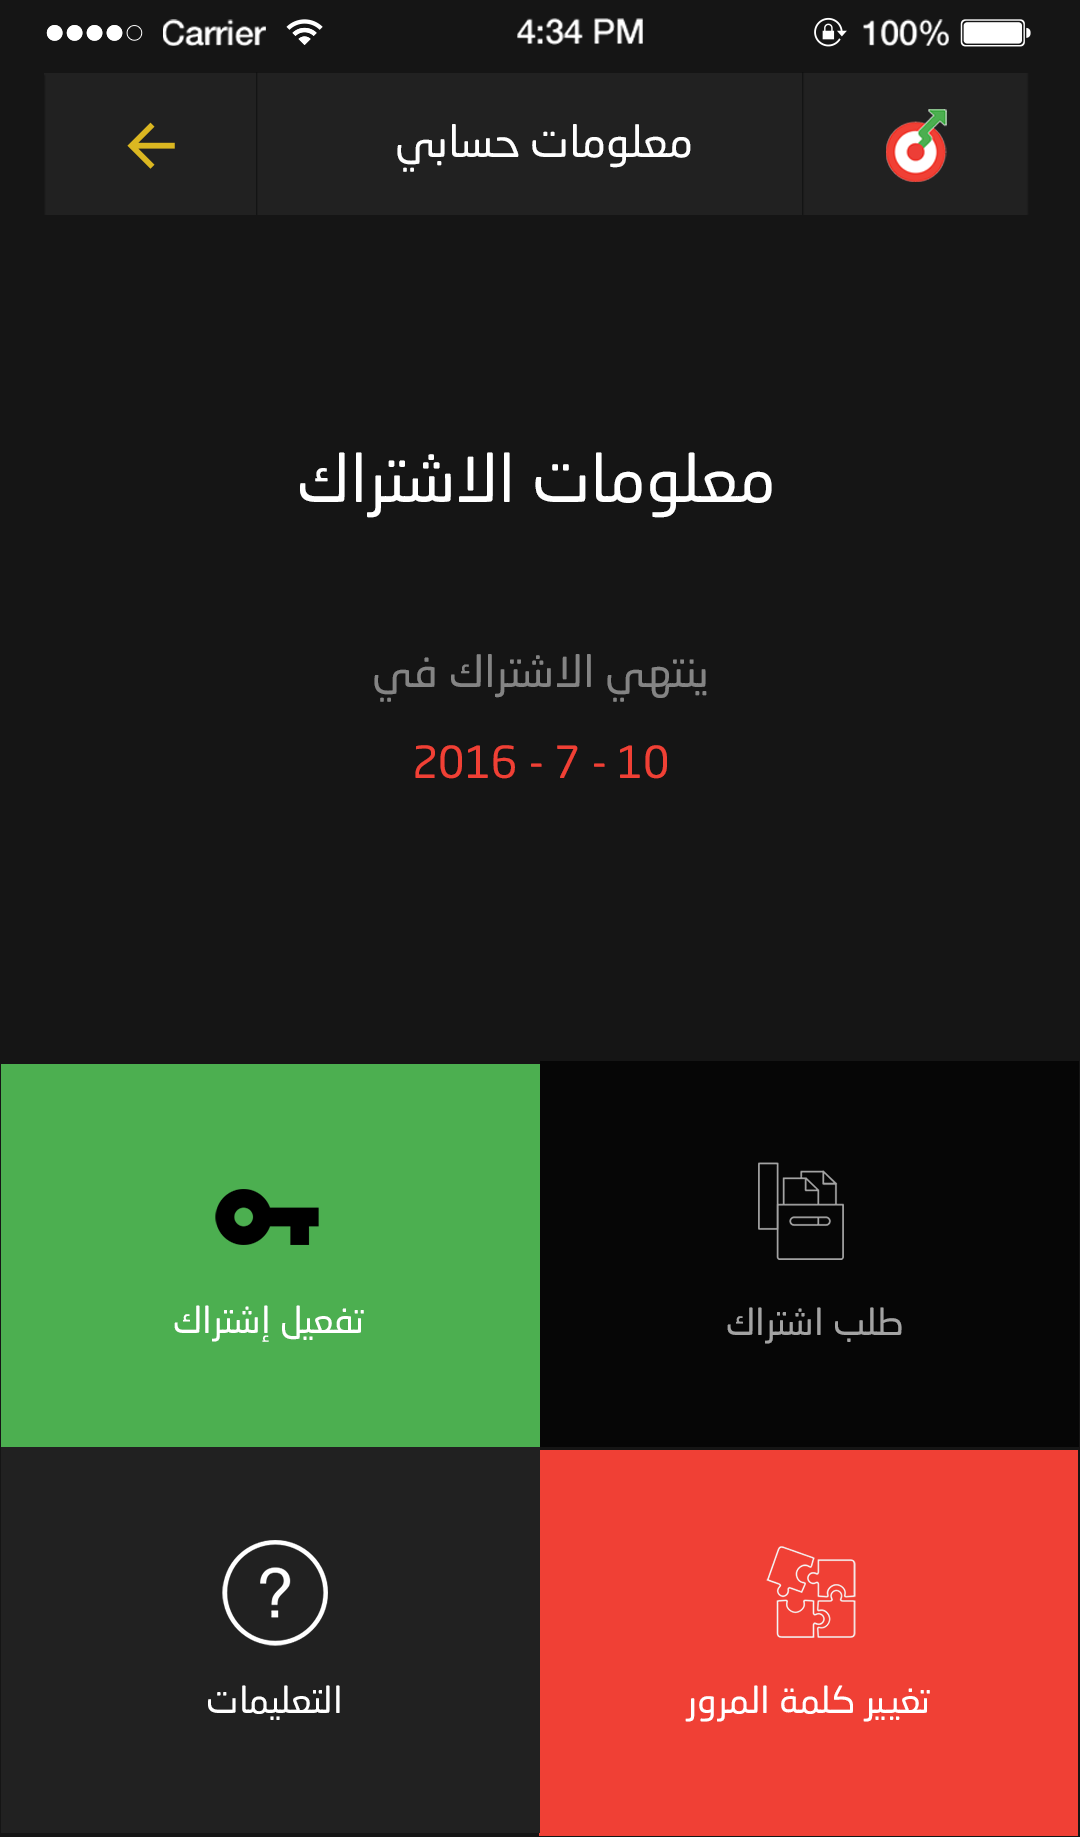 Carrier 4:34 PM 100%
معلومات حسابي
معلومات الاشتراك
ينتهي الاشتراك في
2016 - 7 - 10
طلب اشتراك
تفعيل إشتراك
تغيير كلمة المرور
?
التعليمات